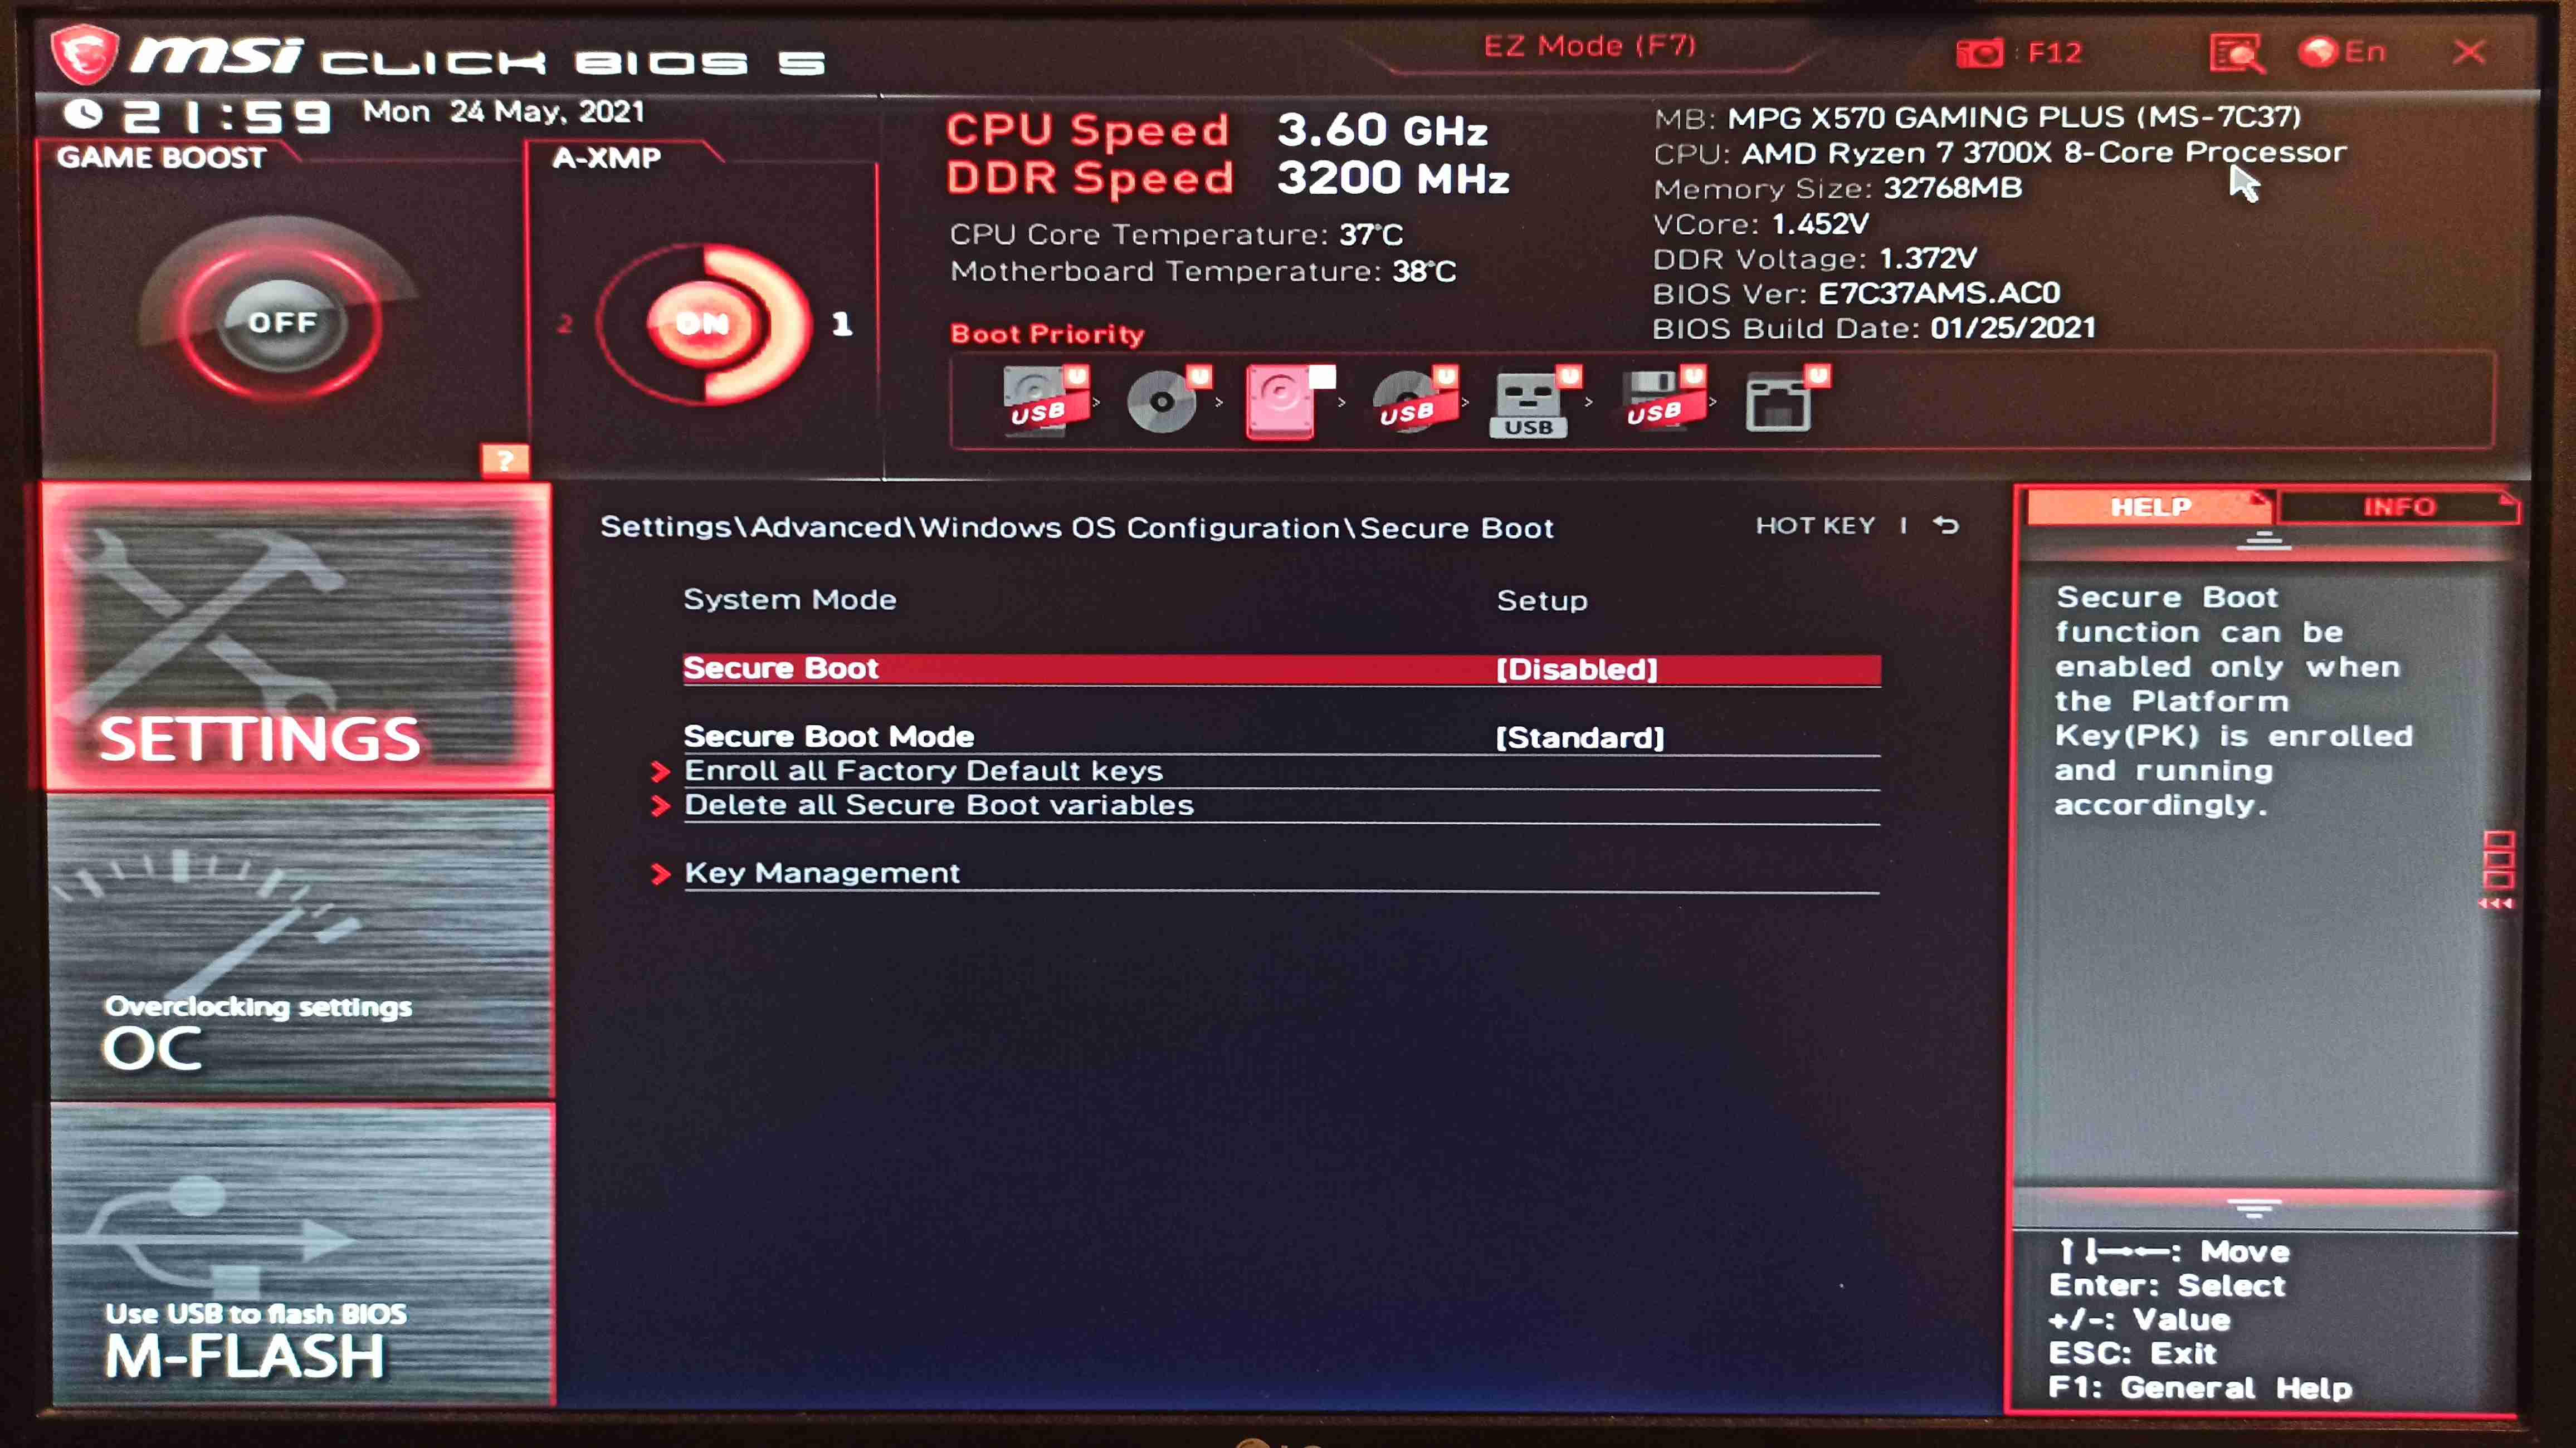 msi CLICK BIOS 5
EZ Mode (F7)
: F12
En
21:59 Mon 24 May, 2021
GAME BOOST
OFF
?
A-XMP
2
ON
1
CPU Speed 3.60 GHz
DDR Speed 3200 MHz
CPU Core Temperature: 37°C
Motherboard Temperature: 38°C
MB: MPG X570 GAMING PLUS (MS-7C37)
CPU: AMD Ryzen 7 3700X 8-Core Processor
Memory Size: 32768MB
VCore: 1.452V
DDR Voltage: 1.372V
BIOS Ver: E7C37AMS.AC0
BIOS Build Date: 01/25/2021
Boot Priority
U U U U U U
USB > > > USB > USB > USB >
SETTINGS
Overclocking settings
OC
Use USB to flash BIOS
M-FLASH
Settings\Advanced\Windows OS Configuration\Secure Boot
HOT KEY |
System Mode Setup
Secure Boot [Disabled]
Secure Boot Mode [Standard]
> Enroll all Factory Default keys
> Delete all Secure Boot variables
> Key Management
HELP
INFO
Secure Boot
function can be
enabled only when
the Platform
Key(PK) is enrolled
and running
accordingly.
↑↓→←: Move
Enter: Select
+/-: Value
ESC: Exit
F1: General Help